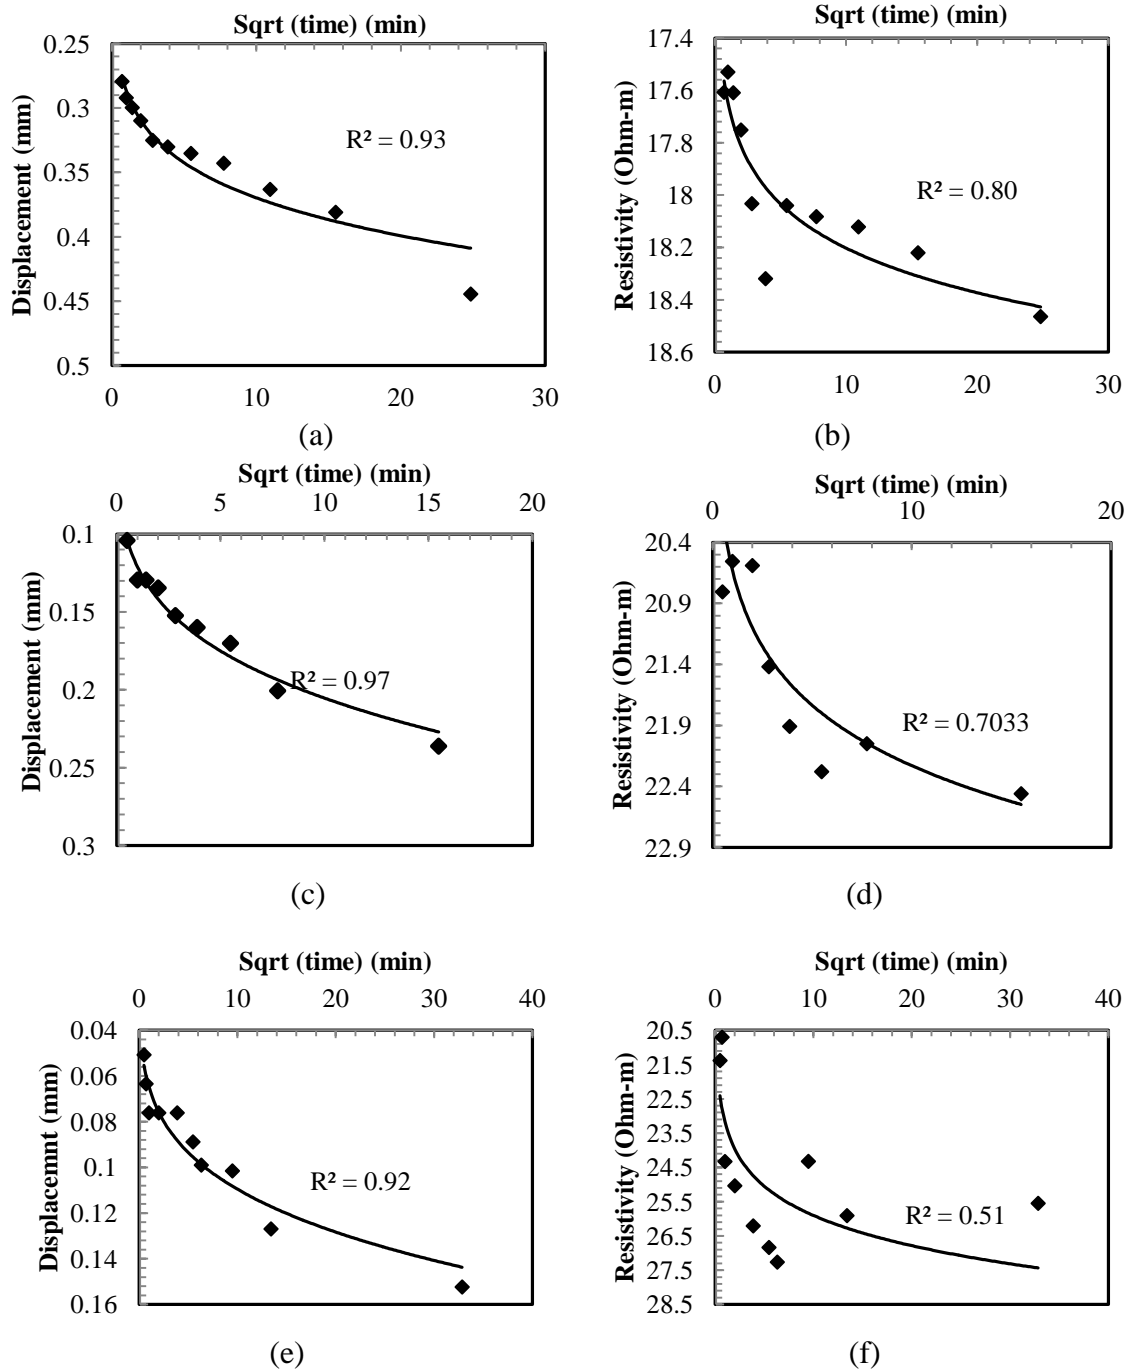 Sqrt (time) (min)
0.25
0.3
0.35
0.4
0.45
0.5
Displacement (mm)
R² = 0.93
0 10 20 30
(a)
Sqrt (time) (min)
17.4
17.6
17.8
18
18.2
18.4
18.6
Resistivity (Ohm-m)
R² = 0.80
0 10 20 30
(b)
Sqrt (time) (min)
0 5 10 15 20
0.1
0.15
0.2
0.25
0.3
Displacement (mm)
R² = 0.97
(c)
Sqrt (time) (min)
0 10 20
20.4
20.9
21.4
21.9
22.4
22.9
Resistivity (Ohm-m)
R² = 0.7033
(d)
Sqrt (time) (min)
0 10 20 30 40
0.04
0.06
0.08
0.1
0.12
0.14
0.16
Displacemnt (mm)
R² = 0.92
(e)
Sqrt (time) (min)
0 10 20 30 40
20.5
21.5
22.5
23.5
24.5
25.5
26.5
27.5
28.5
Resistivity (Ohm-m)
R² = 0.51
(f)